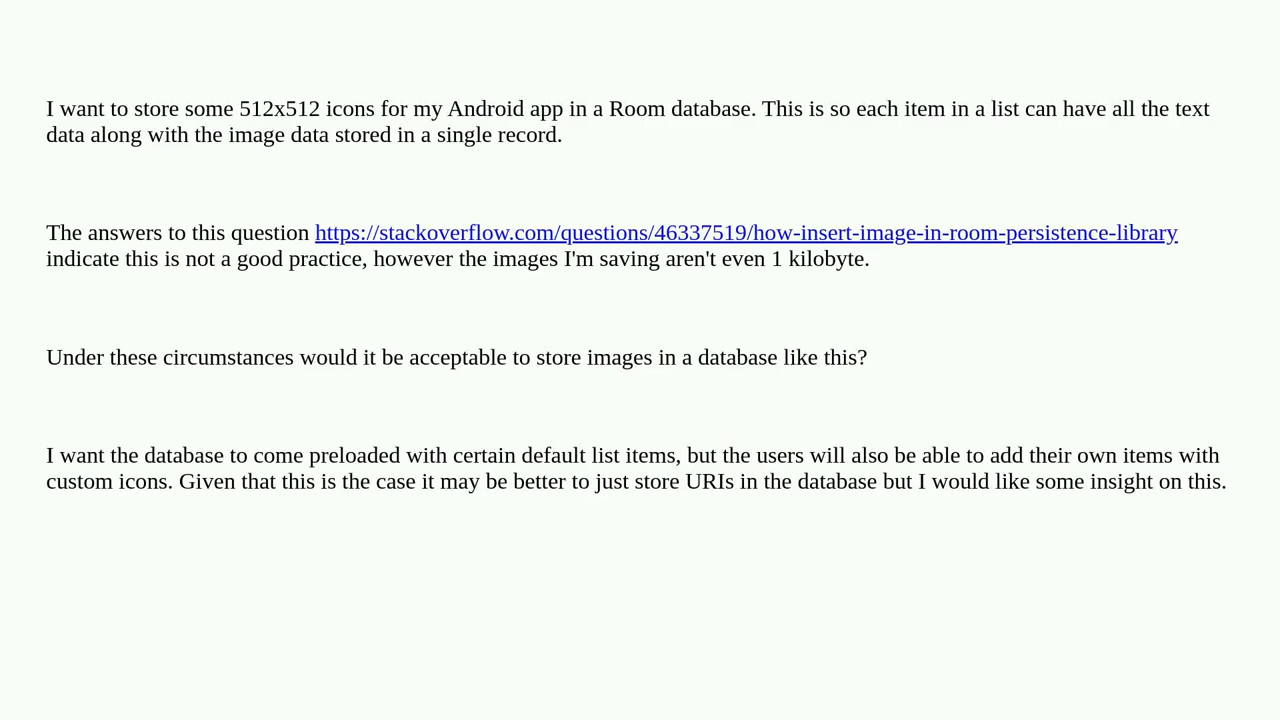 I want to store some 512x512 icons for my Android app in a Room database. This is so each item in a list can have all the text
data along with the image data stored in a single record.
The answers to this question https://stackoverflow.com/questions/46337519/how-insert-image-in-room-persistence-library
indicate this is not a good practice, however the images I'm saving aren't even 1 kilobyte.
Under these circumstances would it be acceptable to store images in a database like this?
I want the database to come preloaded with certain default list items, but the users will also be able to add their own items with
custom icons. Given that this is the case it may be better to just store URIs in the database but I would like some insight on this.